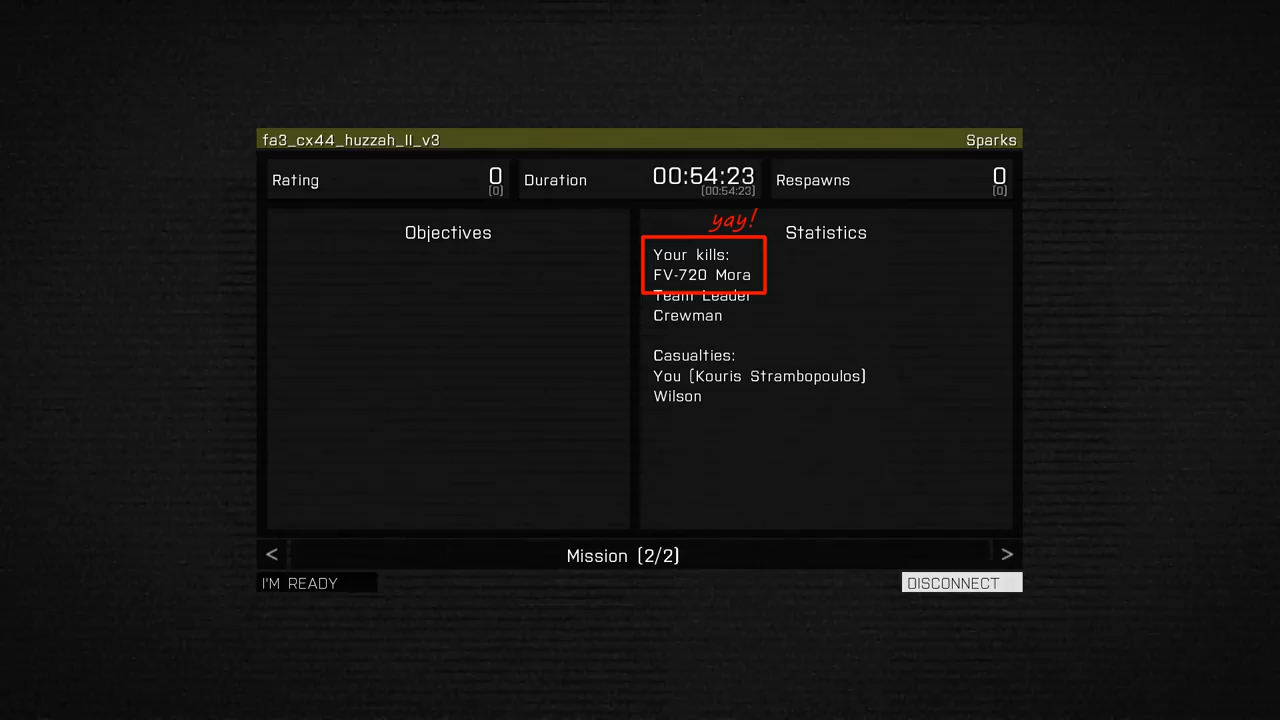 fa3_cx44_huzzah_II_v3 Sparks
Rating 0 [0] Duration 00:54:23 [00:54:23] Respawns 0 [0]
yay!
Objectives
Statistics
Your kills:
FV-720 Mora
Team Leader
Crewman
Casualties:
You [Kouris Strambopoulos]
Wilson
< Mission [2/2] >
I'M READY
DISCONNECT